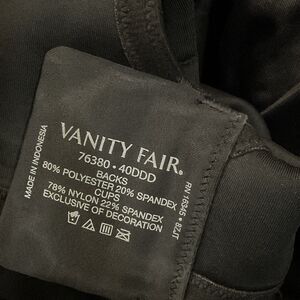 VANITY FAIR®
76380 · 40DDD
BACKS
80% POLYESTER 20% SPANDEX
CUPS
78% NYLON 22% SPANDEX
EXCLUSIVE OF DECORATION
MADE IN INDONESIA
RN 16345 •